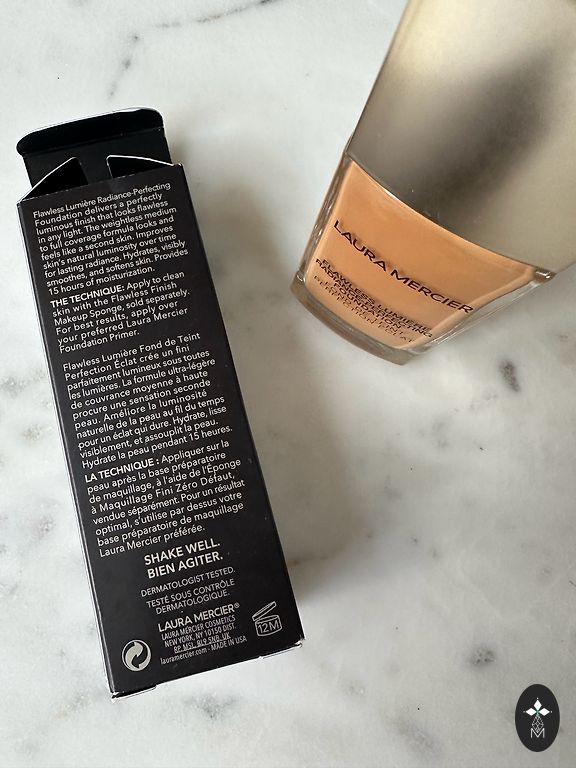 Flawless Lumière Radiance-Perfecting
Foundation delivers a perfectly
luminous finish that looks flawless
in any light. The weightless medium
to full coverage formula looks and
feels like a second skin. Improves
skin's natural luminosity over time
for lasting radiance. Hydrates, visibly
smoothes, and softens skin. Provides
15 hours of moisturization.
THE TECHNIQUE: Apply to clean
skin with the Flawless Finish
Makeup Sponge, sold separately.
For best results, apply over
your preferred Laura Mercier
Foundation Primer.
Flawless Lumière Fond de Teint
Perfection Éclat crée un fini
parfaitement lumineux sous toutes
les lumières. La formule ultra-légère
de couvrance moyenne à haute
procure une sensation seconde
peau. Améliore la luminosité
naturelle de la peau au fil du temps
pour un éclat qui dure. Hydrate, lisse
visiblement, et assouplit la peau.
Hydrate la peau pendant 15 heures.
LA TECHNIQUE : Appliquer sur la
peau après la base préparatoire
de maquillage, à l'aide de l'Éponge
à Maquillage Fini Zéro Défaut,
vendue séparément. Pour un résultat
optimal, s'utilise par dessus votre
base préparatoire de maquillage
Laura Mercier préférée.
SHAKE WELL.
BIEN AGITER.
DERMATOLOGIST TESTED.
TESTÉ SOUS CONTRÔLE
DERMATOLOGIQUE.
LAURA MERCIER®
LAURA MERCIER COSMETICS
NEW YORK, NY 10150 DIST.
RP, MSL, BL9 5NB, UK
lauramercier.com - MADE IN USA
12M
LAURA MERCIER
FLAWLESS LUMIÈRE
RADIANCE-PERFECTING
FOUNDATION
M